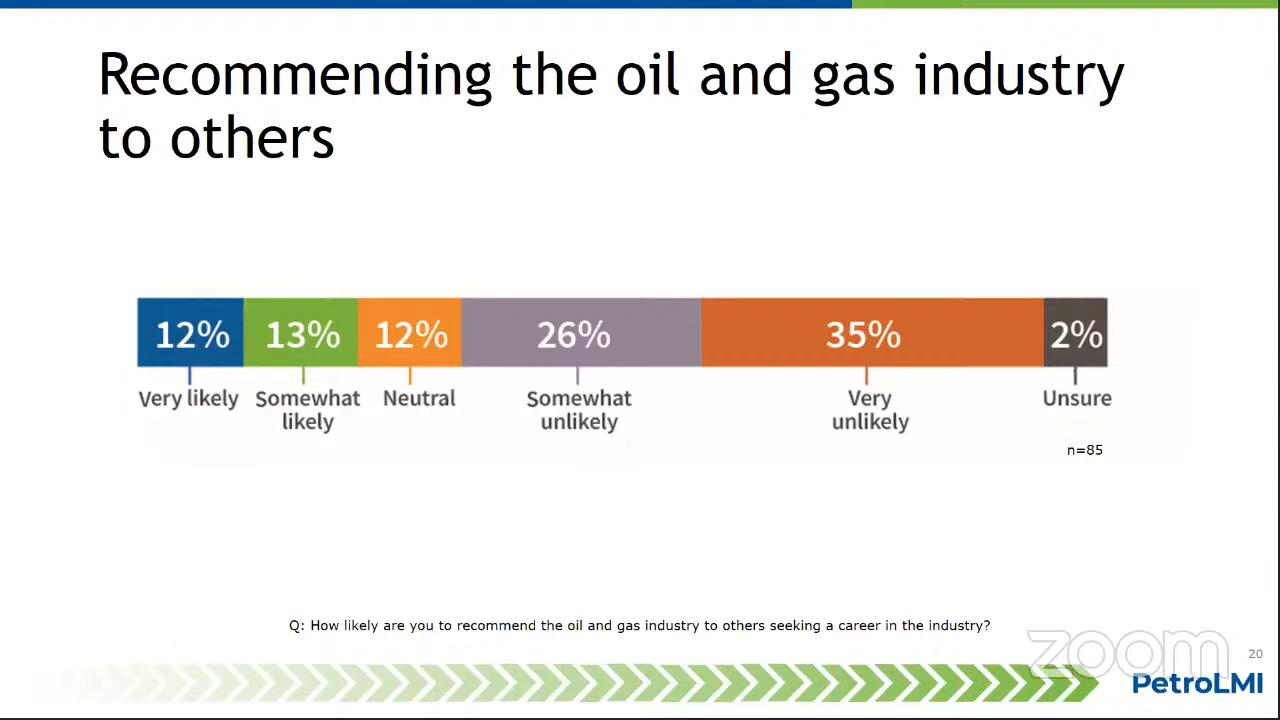 Recommending the oil and gas industry
to others
12% 13% 12% 26% 35% 2%
Very likely Somewhat likely Neutral Somewhat unlikely Very unlikely Unsure
n=85
Q: How likely are you to recommend the oil and gas industry to others seeking a career in the industry?
zoom
20
PetroLMI